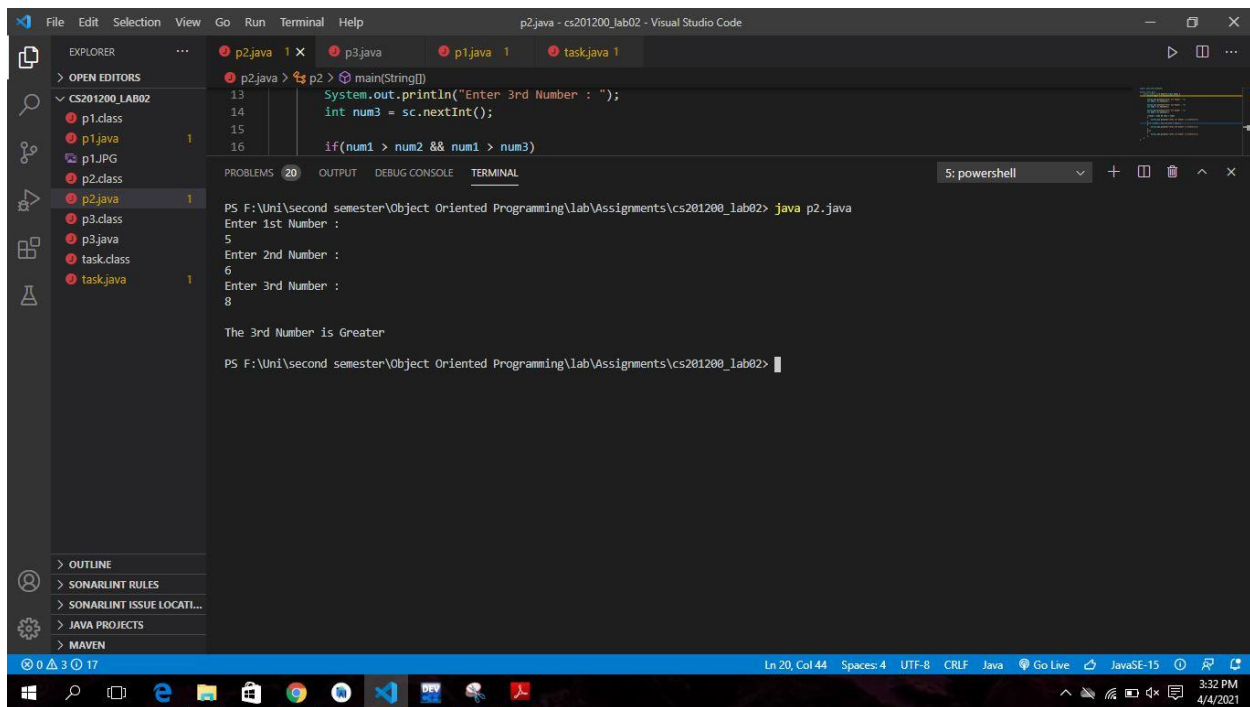 File Edit Selection View Go Run Terminal Help p2.java - cs201200_lab02 - Visual Studio Code
EXPLORER ...
p2.java 1 p3.java p1.java 1 task.java 1
> OPEN EDITORS
p2.java > p2 > main(String[])
CS201200_LAB02
p1.class
p1.java 1
p1.JPG
p2.class
p2.java 1
p3.class
p3.java
task.class
task.java 1
13 System.out.println("Enter 3rd Number : ");
14 int num3 = sc.nextInt();
15
16 if(num1 > num2 && num1 > num3)
PROBLEMS 20 OUTPUT DEBUG CONSOLE TERMINAL 5: powershell
PS F:\Uni\second semester\Object Oriented Programming\lab\Assignments\cs201200_lab02> java p2.java
Enter 1st Number :
5
Enter 2nd Number :
6
Enter 3rd Number :
8
The 3rd Number is Greater
PS F:\Uni\second semester\Object Oriented Programming\lab\Assignments\cs201200_lab02>
> OUTLINE
> SONARLINT RULES
> SONARLINT ISSUE LOCATI...
> JAVA PROJECTS
> MAVEN
0 3 17 Ln 20, Col 44 Spaces: 4 UTF-8 CRLF Java Go Live JavaSE-15
DEV
3:32 PM
4/4/2021